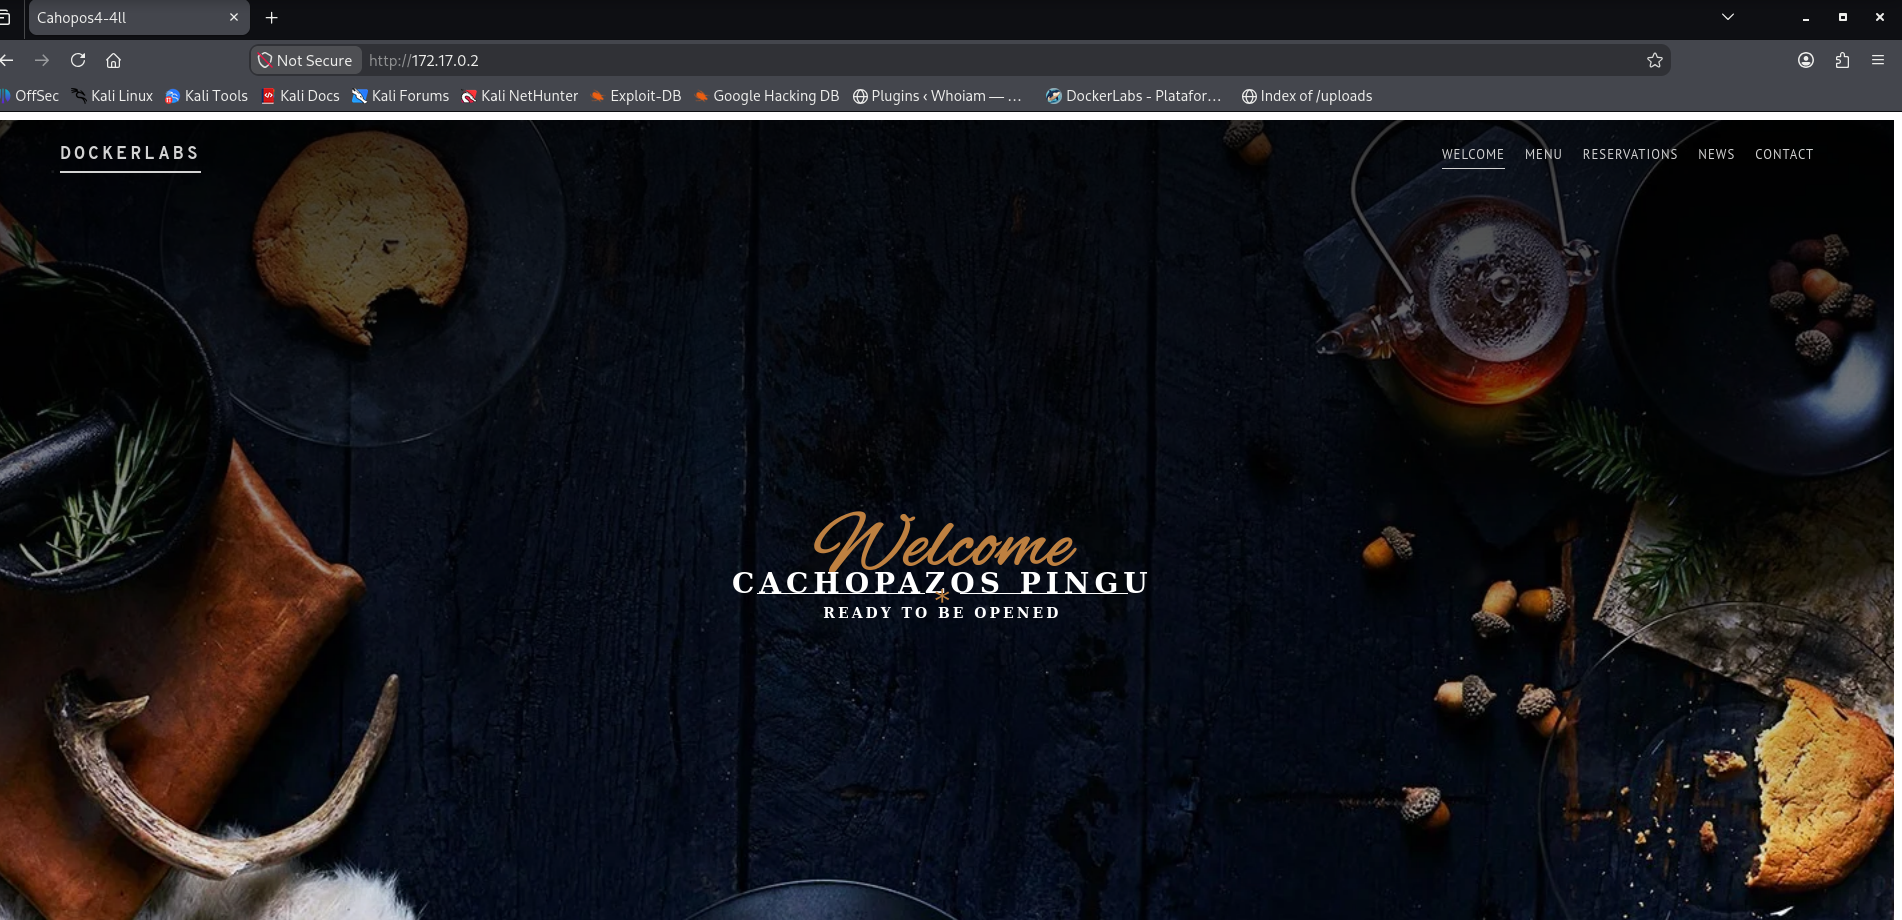 Cahopos4-4ll
Not Secure http://172.17.0.2
OffSec Kali Linux Kali Tools Kali Docs Kali Forums Kali NetHunter Exploit-DB Google Hacking DB Plugins ‹ Whoiam — … DockerLabs - Platafor… Index of /uploads
DOCKERLABS WELCOME MENU RESERVATIONS NEWS CONTACT
Welcome
CACHOPAZOS PINGU
*
READY TO BE OPENED